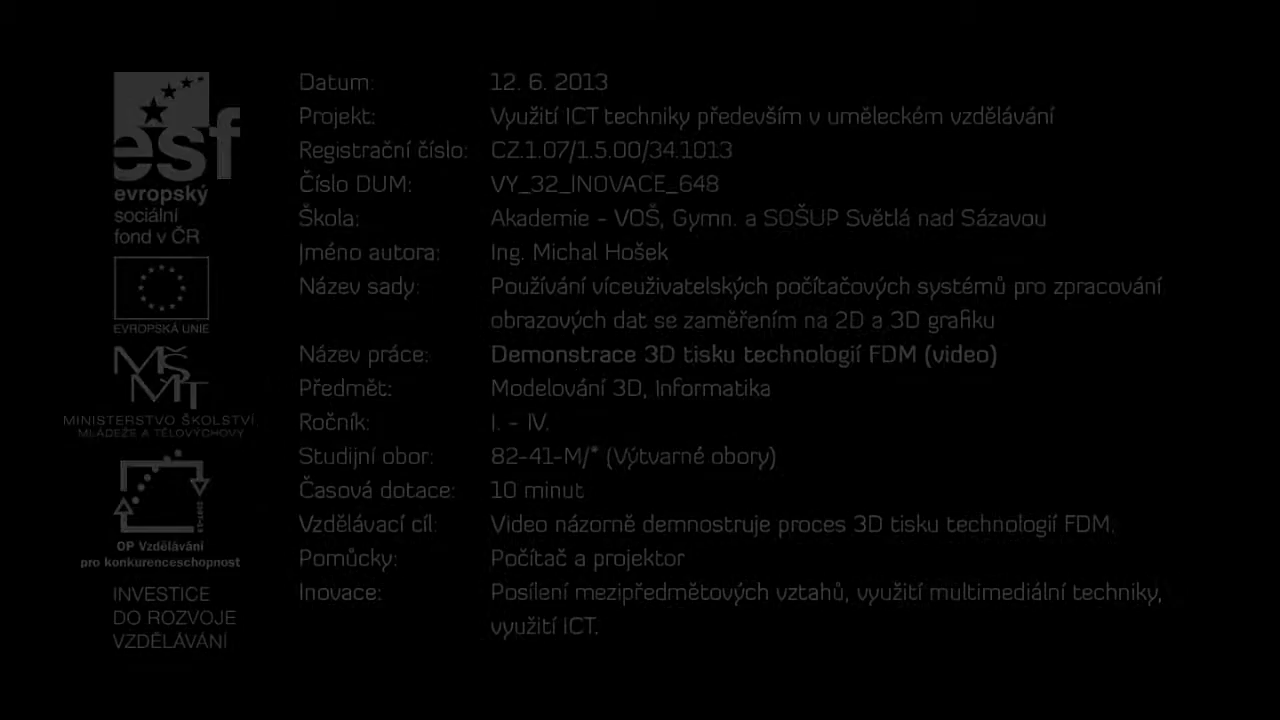 esf
evropský
sociální
fond v ČR
EVROPSKÁ UNIE
MŠMT
MINISTERSTVO ŠKOLSTVÍ
MLÁDEŽE A TĚLOVÝCHOVY
OP Vzdělávání
pro konkurenceschopnost
INVESTICE
DO ROZVOJE
VZDĚLÁVÁNÍ
Datum: 12. 6. 2013
Projekt: Využití ICT techniky především v uměleckém vzdělávání
Registrační číslo: CZ.1.07/1.5.00/34.1013
Číslo DUM: VY_32_INOVACE_648
Škola: Akademie - VOŠ, Gymn. a SOŠUP Světlá nad Sázavou
Jméno autora: Ing. Michal Hošek
Název sady: Používání víceuživatelských počítačových systémů pro zpracování
obrazových dat se zaměřením na 2D a 3D grafiku
Název práce: Demonstrace 3D tisku technologií FDM (video)
Předmět: Modelování 3D, Informatika
Ročník: I. - IV.
Studijní obor: 82-41-M/* (Výtvarné obory)
Časová dotace: 10 minut
Vzdělávací cíl: Video názorně demnostruje proces 3D tisku technologií FDM.
Pomůcky: Počítač a projektor
Inovace: Posílení mezipředmětových vztahů, využití multimediální techniky,
využití ICT.